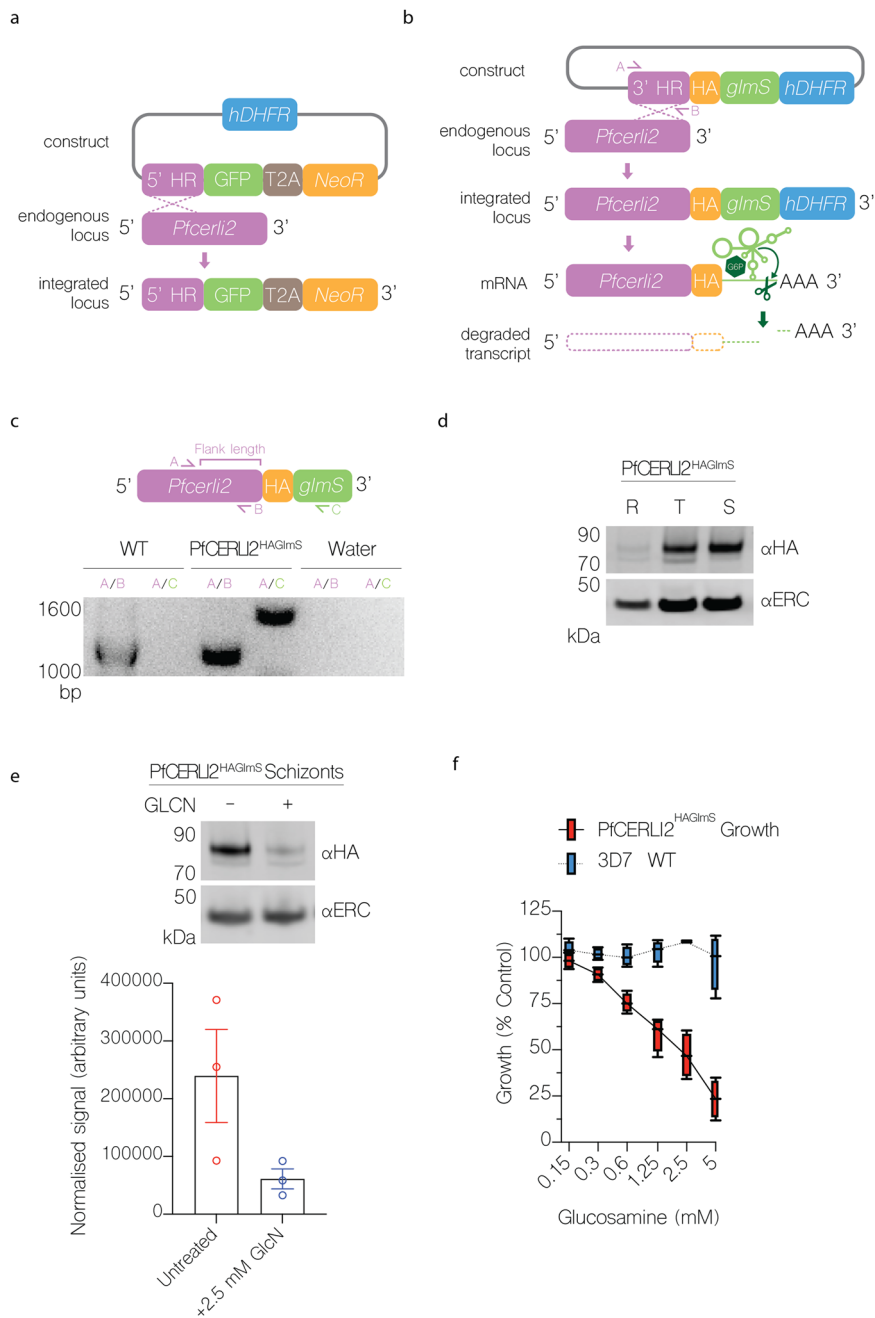 a
hDHFR
construct
5' HR GFP T2A NeoR
endogenous locus 5' Pfcerli2 3'
integrated locus 5' 5' HR GFP T2A NeoR 3'
b
construct
A
3' HR HA glmS hDHFR
B
endogenous locus 5' Pfcerli2 3'
integrated locus 5' Pfcerli2 HA glmS hDHFR 3'
mRNA 5' Pfcerli2 HA G6P AAA 3'
degraded transcript 5' AAA 3'
c
Flank length
A
5' Pfcerli2 HA glmS 3'
B C
WT PfCERLI2HAGlmS Water
A/B A/C A/B A/C A/B A/C
1600
1000
bp
d
PfCERLI2HAGlmS
R T S
90
70
αHA
50
αERC
kDa
e
PfCERLI2HAGlmS Schizonts
GLCN - +
90
70
αHA
50
αERC
kDa
Normalised signal (arbitrary units)
400000
300000
200000
100000
0
Untreated
+2.5 mM GlcN
f
PfCERLI2HAGlmS Growth
3D7 WT
Growth (% Control)
125
100
75
50
25
0
0.15 0.3 0.6 1.25 2.5 5
Glucosamine (mM)